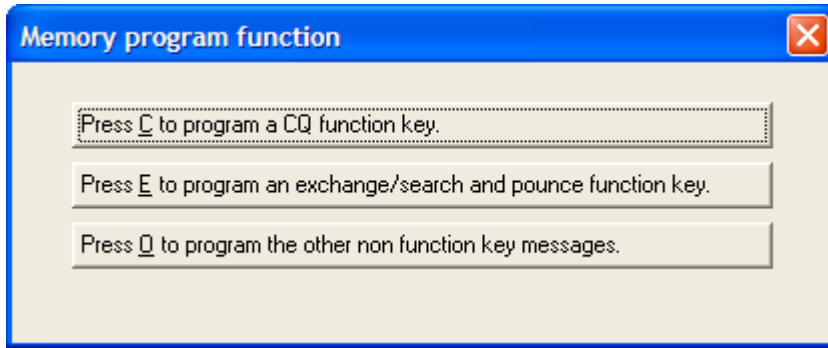 Memory program function
Press C to program a CQ function key.
Press E to program an exchange/search and pounce function key.
Press O to program the other non function key messages.